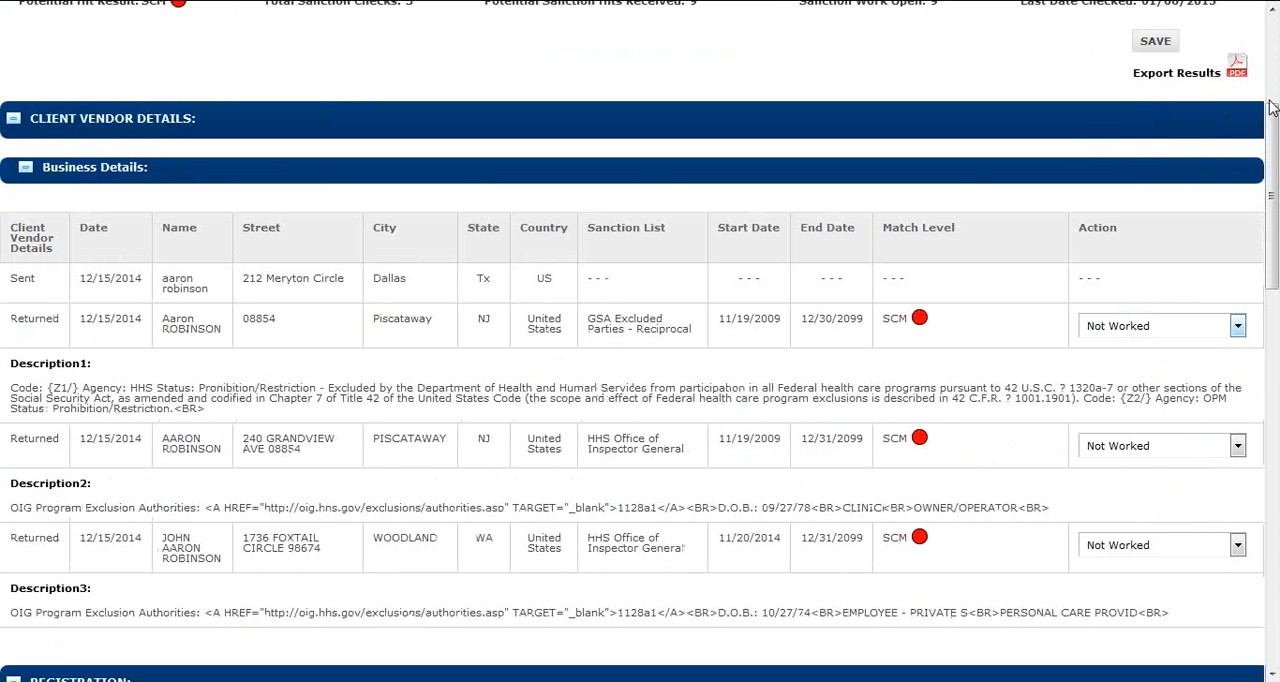 Potential Hit Result: SCM Total Sanction Checks: 3 Potential Sanction Hits Received: 9 Sanction Work Open: 9 Last Date Checked: 01/06/2015
SAVE
Export Results PDF
CLIENT VENDOR DETAILS:
Business Details:
Client Vendor Details Date Name Street City State Country Sanction List Start Date End Date Match Level Action
Sent 12/15/2014 aaron robinson 212 Meryton Circle Dallas Tx US - - - - - - - - - - - - - - -
Returned 12/15/2014 Aaron ROBINSON 08854 Piscataway NJ United States GSA Excluded Parties - Reciprocal 11/19/2009 12/30/2099 SCM Not Worked
Description1:
Code: {Z1/} Agency: HHS Status: Pronibition/Restriction - Excluded by the Department of Health and Human Services from participation in all Federal health care programs pursuant to 42 U.S.C. ? 1320a-7 or other sections of the
Social Security Act, as amended and codified in Chapter 7 of Title 42 of the United States Code (the scope and effect of Federal health care program exclusions is described in 42 C.F.R. ? 1001.1901). Code: {Z2/} Agency: OPM
Status: Prohibition/Restriction.<BR>
Returned 12/15/2014 AARON ROBINSON 240 GRANDVIEW AVE 08854 PISCATAWAY NJ United States HHS Office of Inspector General 11/19/2009 12/31/2099 SCM Not Worked
Description2:
OIG Program Exclusion Authorities: <A HREF="http://oig.hhs.gov/exclusions/authorities.asp" TARGET="_blank">1128a1</A><BR>D.O.B.: 09/27/78<BR>CLINIC<BR>OWNER/OPERATOR<BR>
Returned 12/15/2014 JOHN AARON ROBINSON 1736 FOXTAIL CIRCLE 98674 WOODLAND WA United States HHS Office of Inspector General 11/20/2014 12/31/2099 SCM Not Worked
Description3:
OIG Program Exclusion Authorities: <A HREF="http://oig.hhs.gov/exclusions/authorities.asp" TARGET="_blank">1128a1</A><BR>D.O.B.: 10/27/74<BR>EMPLOYEE - PRIVATE S<BR>PERSONAL CARE PROVID<BR>
REGISTRATION: